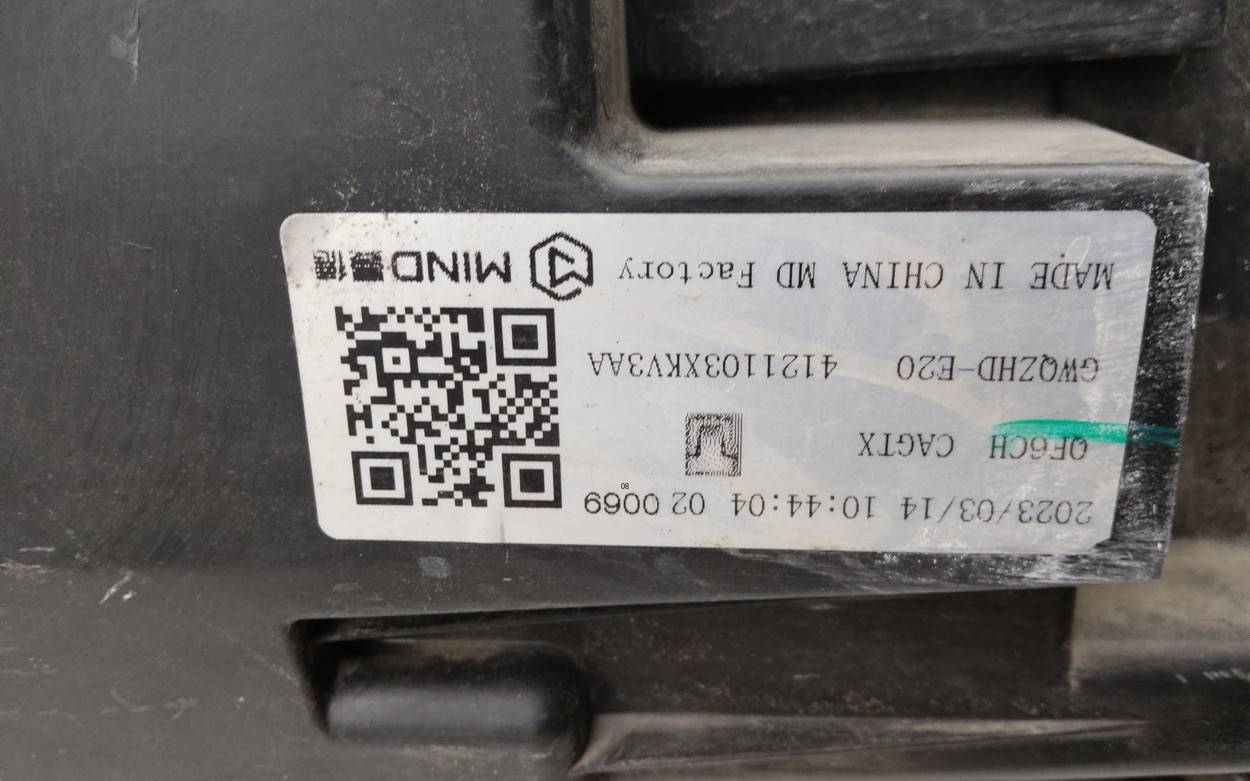 2023/03/14 10:44:04 02 0069
08
QF6CH CAGTX
GWQZHD-E20 4121103XKV3AA
MADE IN CHINA MD Factory MIND